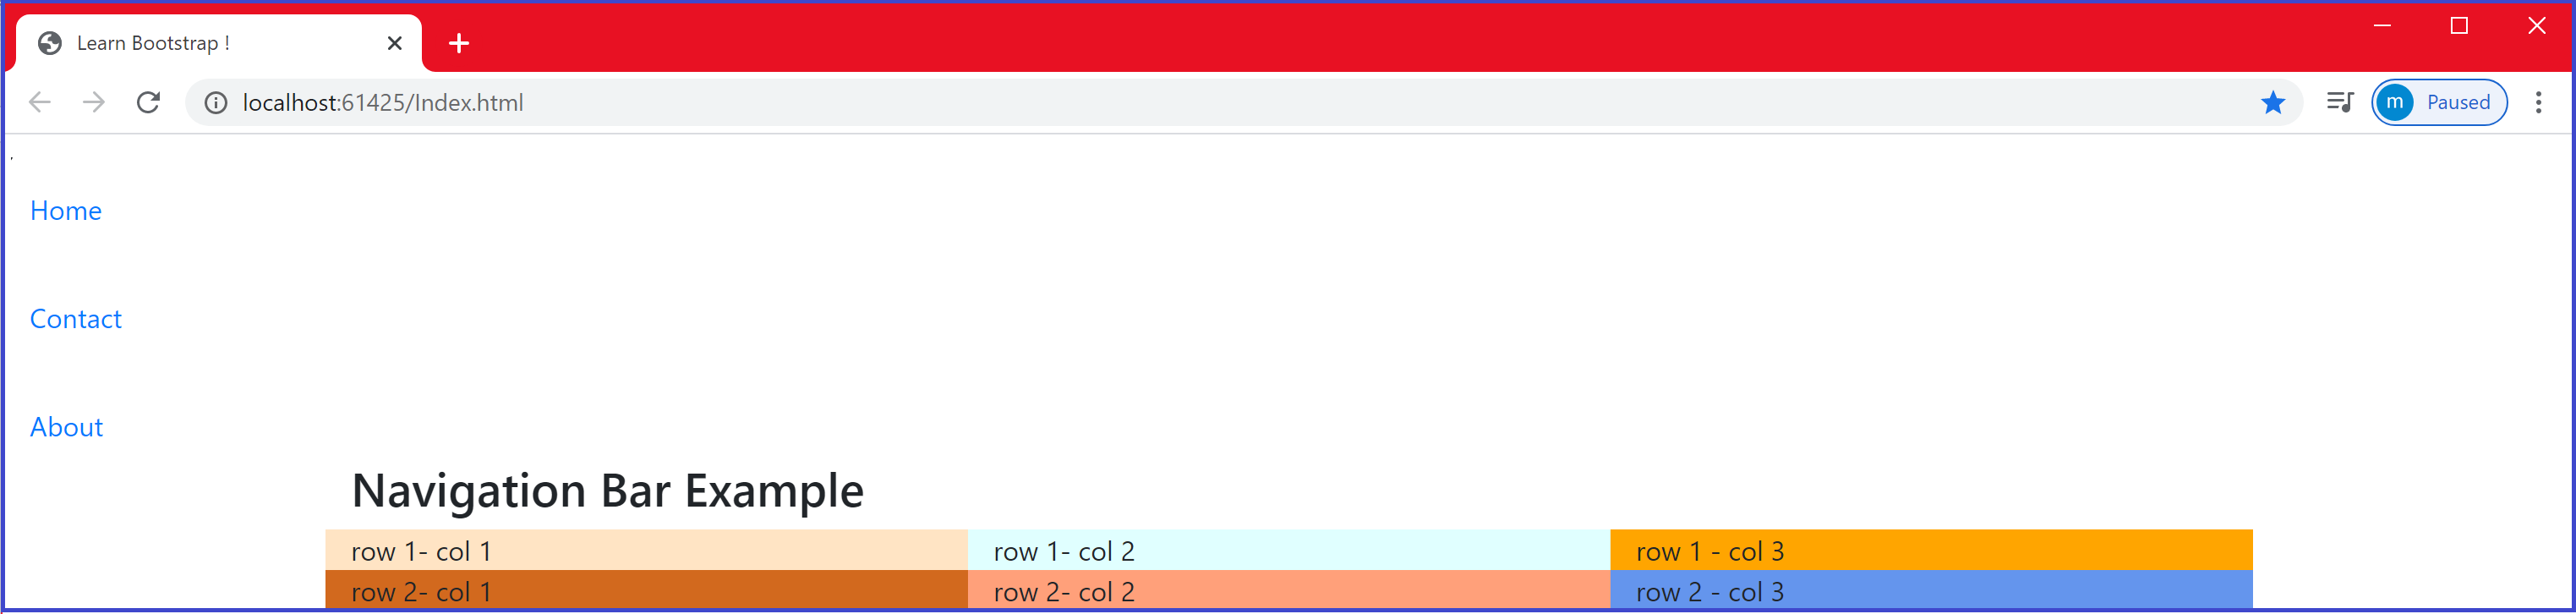 Learn Bootstrap !
localhost:61425/Index.html
m Paused
Home
Contact
About
Navigation Bar Example
row 1- col 1 row 1- col 2 row 1 - col 3
row 2- col 1 row 2- col 2 row 2 - col 3